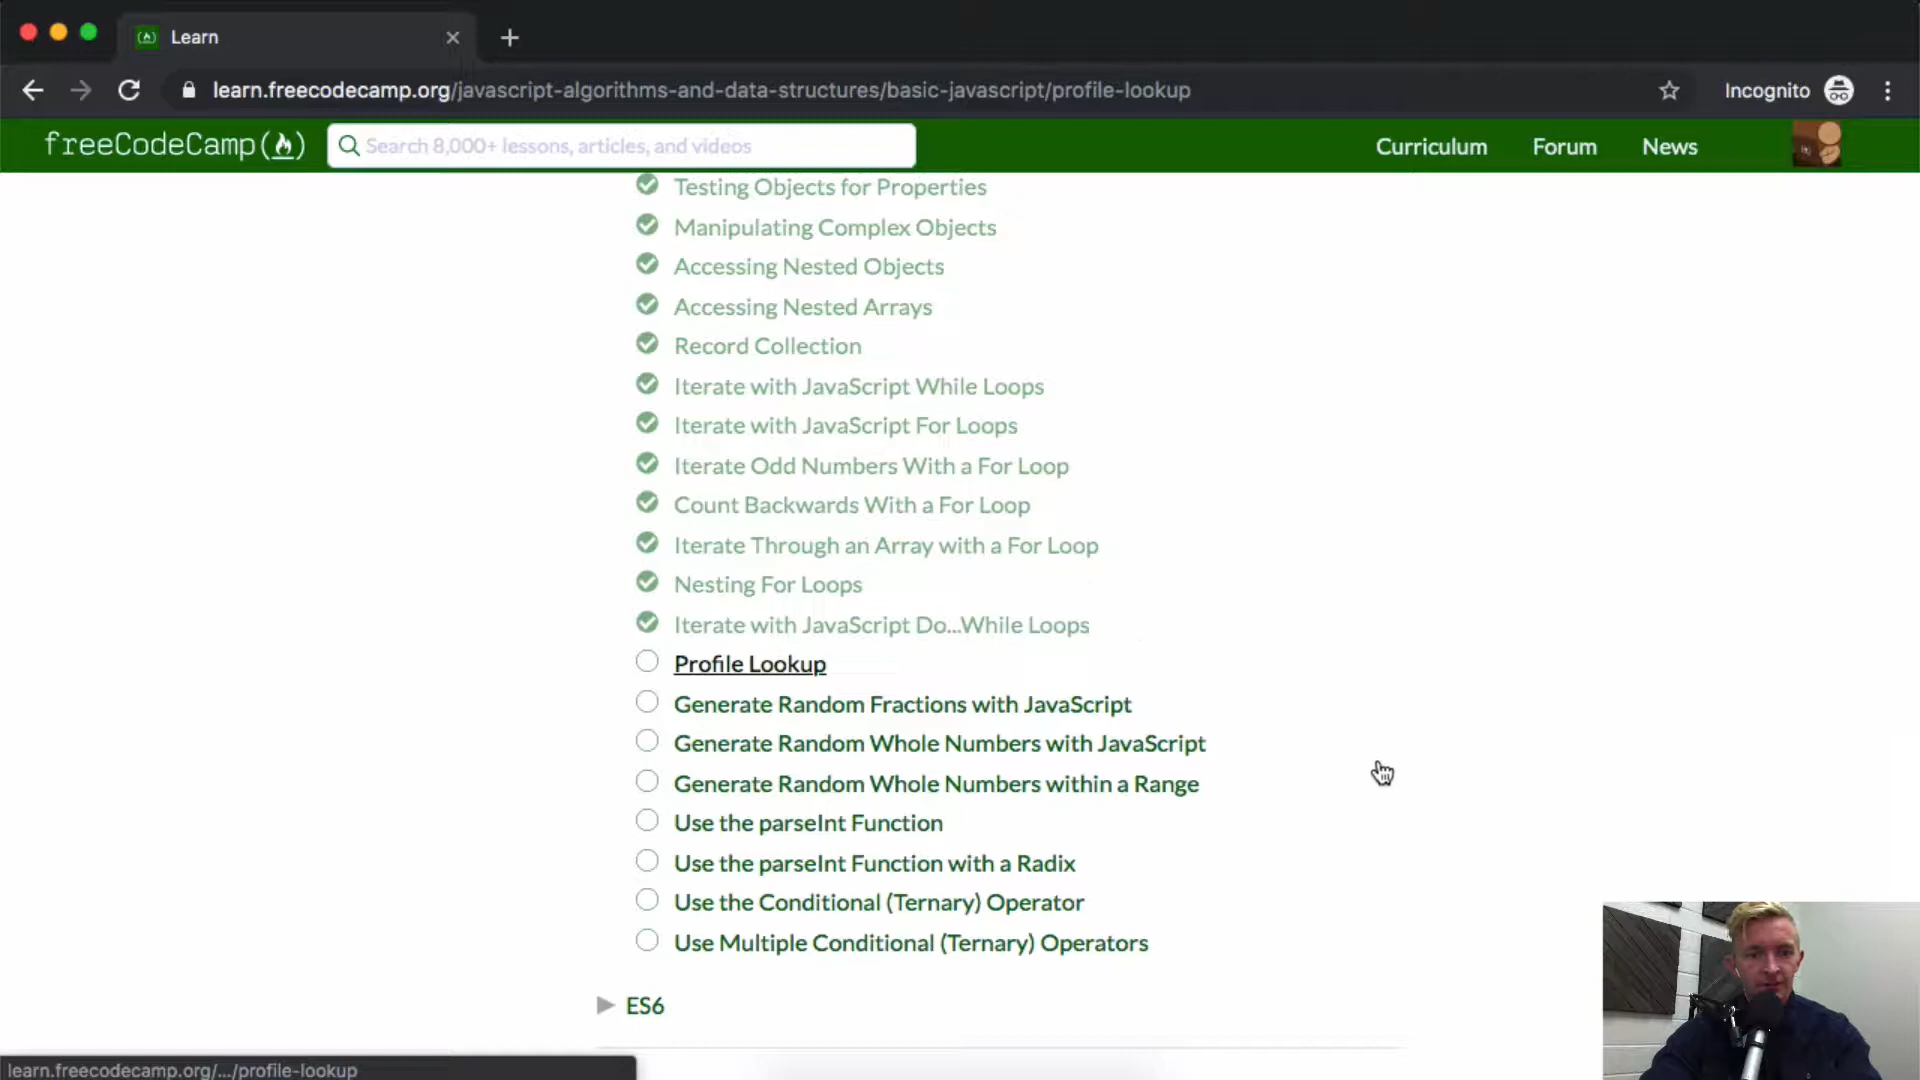 Learn
learn.freecodecamp.org/javascript-algorithms-and-data-structures/basic-javascript/profile-lookup
Incognito
freeCodeCamp
Search 8,000+ lessons, articles, and videos
Curriculum
Forum
News
Testing Objects for Properties
Manipulating Complex Objects
Accessing Nested Objects
Accessing Nested Arrays
Record Collection
Iterate with JavaScript While Loops
Iterate with JavaScript For Loops
Iterate Odd Numbers With a For Loop
Count Backwards With a For Loop
Iterate Through an Array with a For Loop
Nesting For Loops
Iterate with JavaScript Do...While Loops
Profile Lookup
Generate Random Fractions with JavaScript
Generate Random Whole Numbers with JavaScript
Generate Random Whole Numbers within a Range
Use the parseInt Function
Use the parseInt Function with a Radix
Use the Conditional (Ternary) Operator
Use Multiple Conditional (Ternary) Operators
ES6
learn.freecodecamp.org/.../profile-lookup